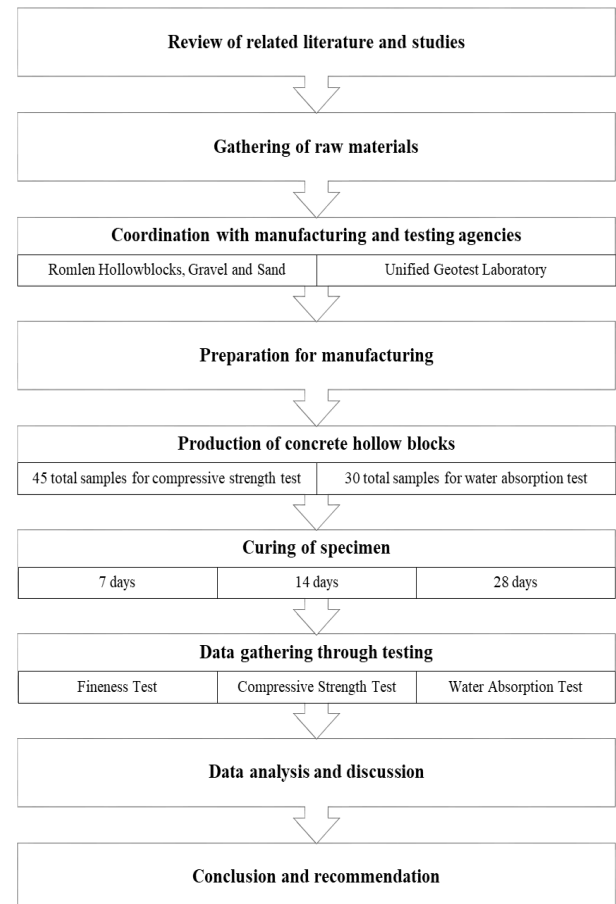 Review of related literature and studies
Gathering of raw materials
Coordination with manufacturing and testing agencies
Romlen Hollowblocks, Gravel and Sand
Unified Geotest Laboratory
Preparation for manufacturing
Production of concrete hollow blocks
45 total samples for compressive strength test
30 total samples for water absorption test
Curing of specimen
7 days
14 days
28 days
Data gathering through testing
Fineness Test
Compressive Strength Test
Water Absorption Test
Data analysis and discussion
Conclusion and recommendation